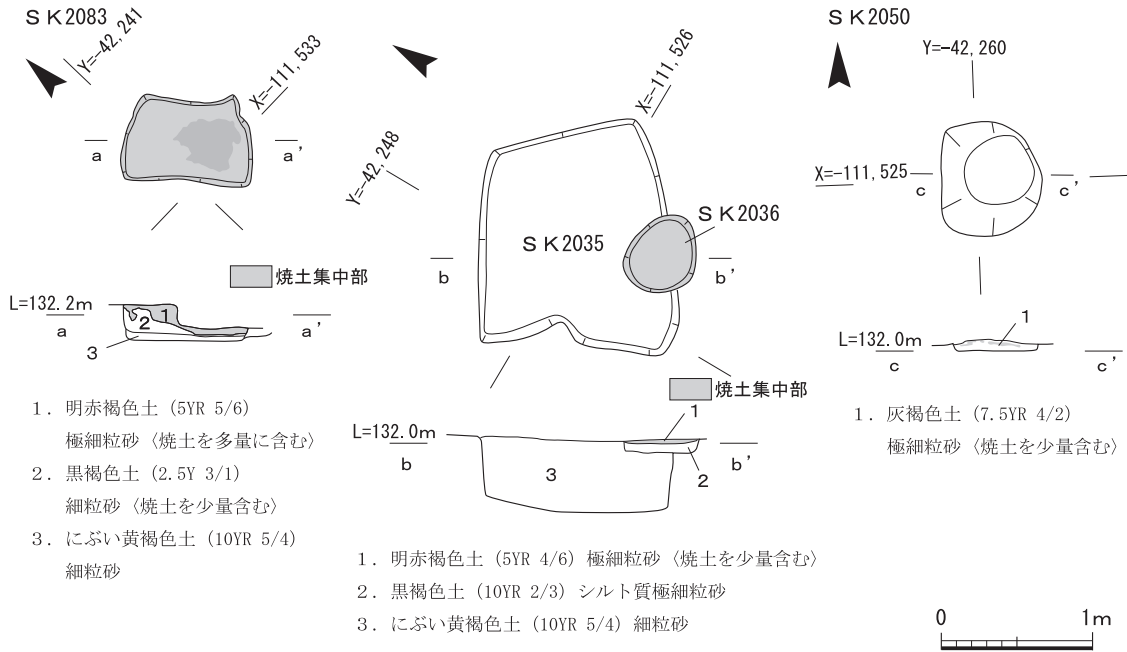 ＳＫ2083
Y=-42,241
X=-111,533
a
a'
焼土集中部
L=132.2m
a
a'
1
2
3
1．明赤褐色土（5YR 5/6）
極細粒砂〈焼土を多量に含む〉
2．黒褐色土（2.5Y 3/1）
細粒砂〈焼土を少量含む〉
3．にぶい黄褐色土（10YR 5/4）
細粒砂
X=-111,526
Y=-42,248
ＳＫ2036
ＳＫ2035
b
b'
焼土集中部
L=132.0m
b
b'
1
2
3
1．明赤褐色土（5YR 4/6）極細粒砂〈焼土を少量含む〉
2．黒褐色土（10YR 2/3）シルト質極細粒砂
3．にぶい黄褐色土（10YR 5/4）細粒砂
ＳＫ2050
Y=-42,260
X=-111,525
c
c'
1
L=132.0m
c
c'
1．灰褐色土（7.5YR 4/2）
極細粒砂〈焼土を少量含む〉
0 1m